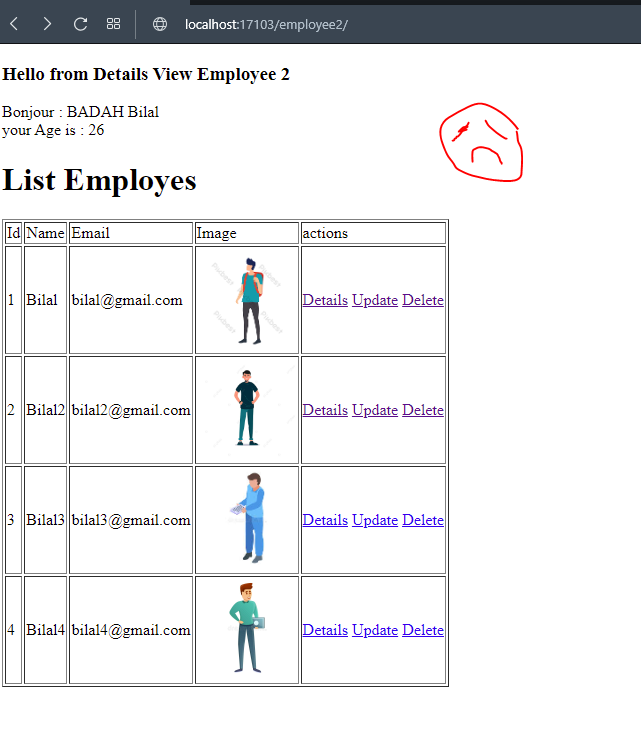 localhost:17103/employee2/
Hello from Details View Employee 2
Bonjour : BADAH Bilal
your Age is : 26
List Employes
Id Name Email Image actions
1 Bilal bilal@gmail.com Details Update Delete
2 Bilal2 bilal2@gmail.com Details Update Delete
3 Bilal3 bilal3@gmail.com Details Update Delete
4 Bilal4 bilal4@gmail.com Details Update Delete